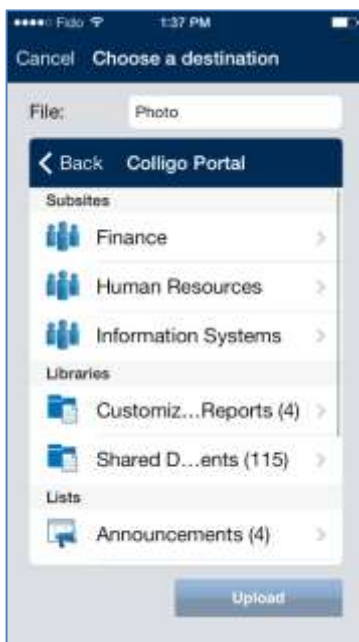 Fido 1:37 PM
Cancel Choose a destination
File: Photo
Back Colligo Portal
Subsites
Finance
Human Resources
Information Systems
Libraries
Customiz...Reports (4)
Shared D...ents (115)
Lists
Announcements (4)
Upload